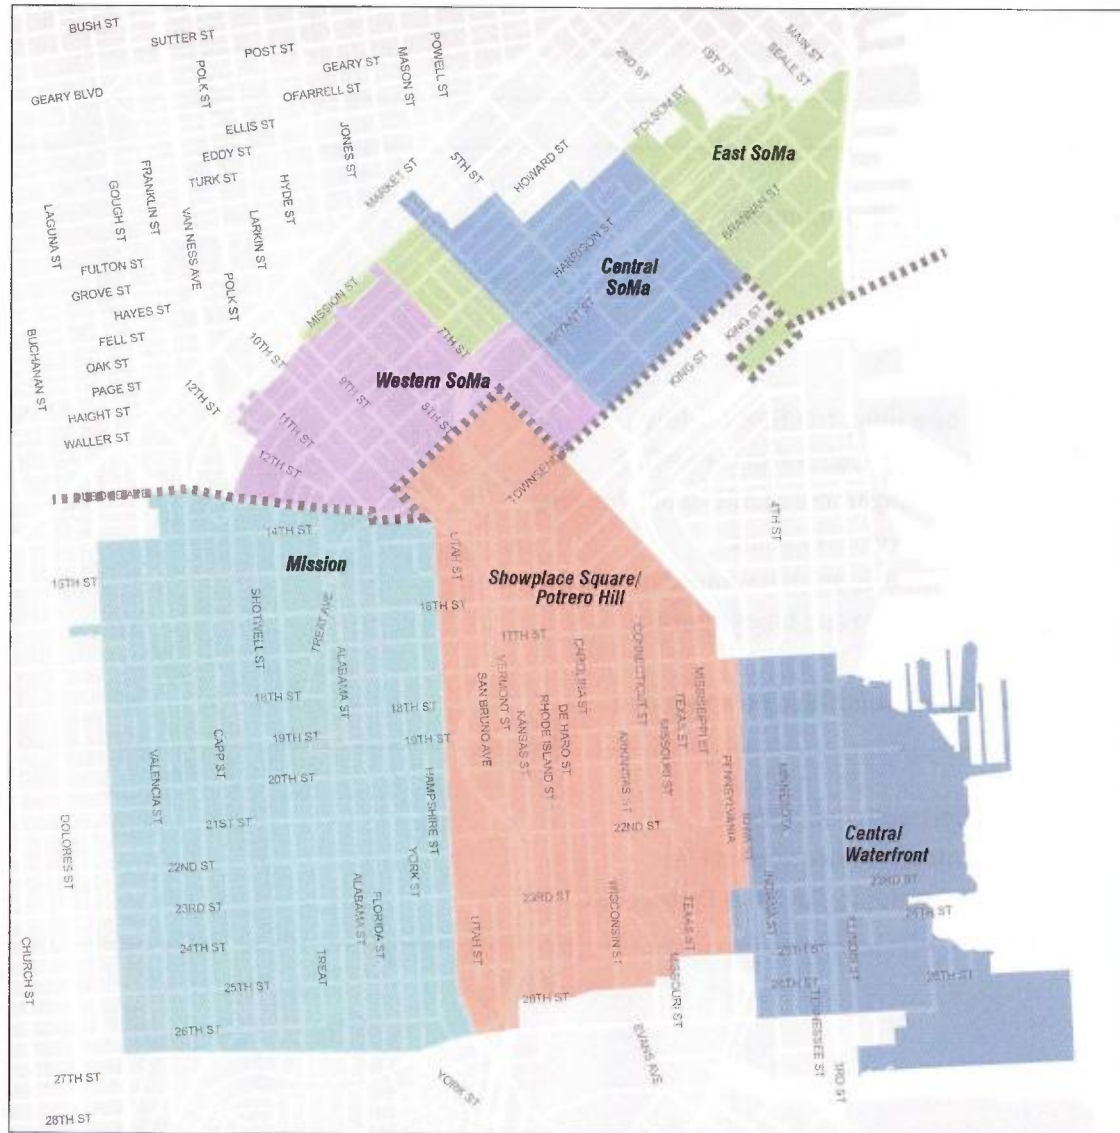 BUSH ST
SUTTER ST
POST ST
GEARY ST
MASON ST
POWELL ST
GEARY BLVD
POLK ST
OFARRELL ST
2ND ST
1ST ST
MAIN ST
BEALE ST
ELLIS ST
JONES ST
FOLSOM ST
EDDY ST
TURK ST
HYDE ST
MARKET ST
5TH ST
HOWARD ST
East SoMa
FRANKLIN ST
GOUGH ST
LAGUNA ST
VAN NESS AVE
LARKIN ST
BRANNAN ST
HARRISON ST
Central
SoMa
FULTON ST
GROVE ST
HAYES ST
POLK ST
MISSION ST
7TH ST
BRYANT ST
KING ST
KING ST
BUCHANAN ST
FELL ST
OAK ST
PAGE ST
HAIGHT ST
WALLER ST
10TH ST
12TH ST
Western SoMa
9TH ST
8TH ST
11TH ST
12TH ST
TOWNSEND
4TH ST
14TH ST
Mission
UTAH ST
Showplace Square/
Potrero Hill
15TH ST
16TH ST
SHOTWELL ST
TREAT AVE
ALABAMA ST
17TH ST
CAROLINA ST
CONNECTICUT ST
MISSISSIPPI ST
TEXAS ST
MISSOURI ST
VERMONT ST
SAN BRUNO AVE
KANSAS ST
RHODE ISLAND ST
DE HARO ST
ARKANSAS ST
18TH ST
18TH ST
19TH ST
19TH ST
20TH ST
CAPP ST
VALENCIA ST
HAMPSHIRE ST
PENNSYLVANIA
MINNESOTA
21ST ST
22ND ST
22ND ST
DOLORES ST
YORK ST
Central
Waterfront
23RD ST
23RD ST
23RD ST
24TH ST
24TH ST
ALABAMA ST
FLORIDA ST
UTAH ST
WISCONSIN ST
TEXAS ST
INDIANA ST
ILLINOIS ST
CHURCH ST
TREAT
25TH ST
25TH ST
26TH ST
26TH ST
26TH ST
26TH ST
MISSOURI ST
TENNESSEE ST
EVANS AVE
3RD ST
27TH ST
28TH ST
YORK ST